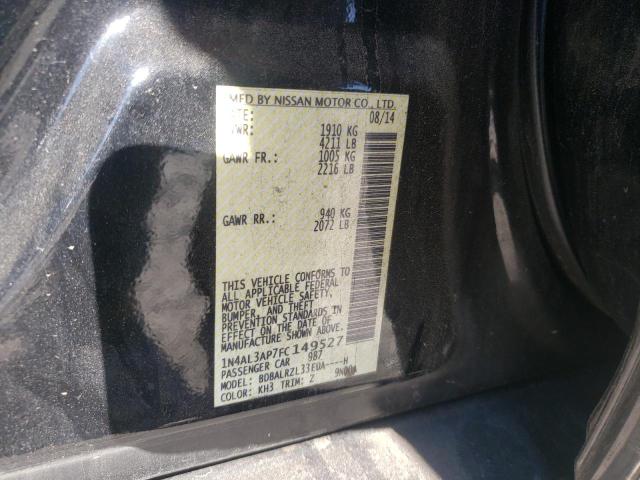 MFD BY NISSAN MOTOR CO., LTD.
DATE: 08/14
GVWR: 1910 KG
4211 LB
GAWR FR.: 1005 KG
2216 LB
GAWR RR.: 940 KG
2072 LB
THIS VEHICLE CONFORMS TO
ALL APPLICABLE FEDERAL
MOTOR VEHICLE SAFETY,
BUMPER, AND THEFT
PREVENTION STANDARDS IN
EFFECT ON THE DATE OF
MANUFACTURE SHOWN ABOVE.
1N4AL3AP7FC149527
PASSENGER CAR 987
MODEL: BDBALRZL33EUA----H
COLOR: KH3 TRIM: Z